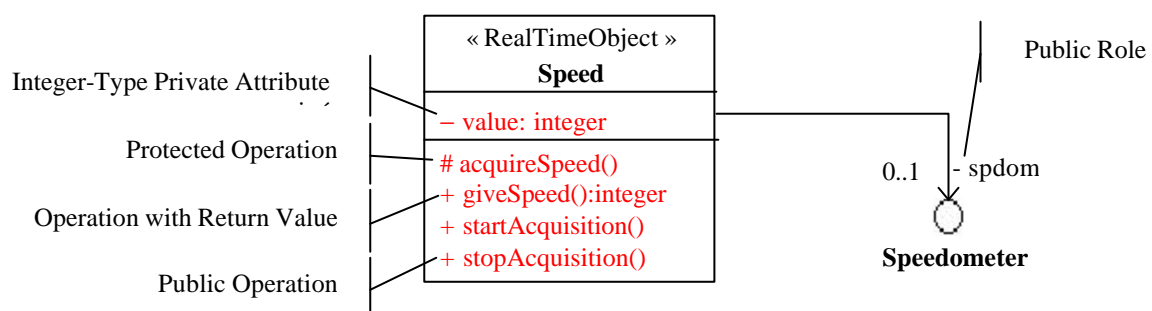 « RealTimeObject »
Speed
Public Role
Integer-Type Private Attribute
– value: integer
Protected Operation
# acquireSpeed()
0..1
- spdom
Operation with Return Value
+ giveSpeed():integer
+ startAcquisition()
Public Operation
+ stopAcquisition()
Speedometer